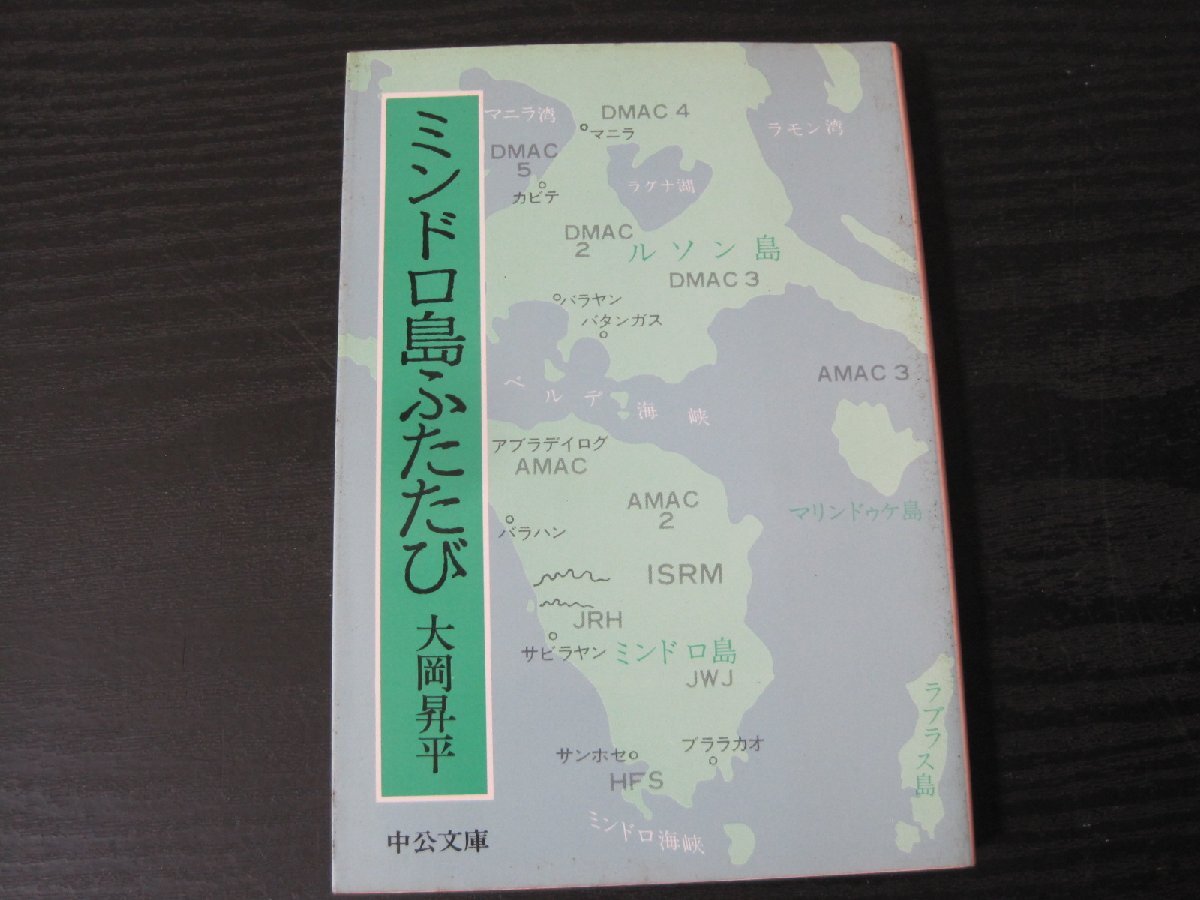 ミンドロ島ふたたび
大岡昇平
中公文庫
マニラ湾
DMAC 4
マニラ
ラモン湾
DMAC
5
カビテ
ラグナ湖
DMAC
2
ルソン島
DMAC 3
バラヤン
バタンガス
AMAC 3
ベルデ海峡
アブラデイログ
AMAC
AMAC
2
マリンドゥケ島
パラハン
ISRM
JRH
サビラヤン
ミンドロ島
JWJ
ラブラス島
サンホセ
ブララカオ
HFS
ミンドロ海峡